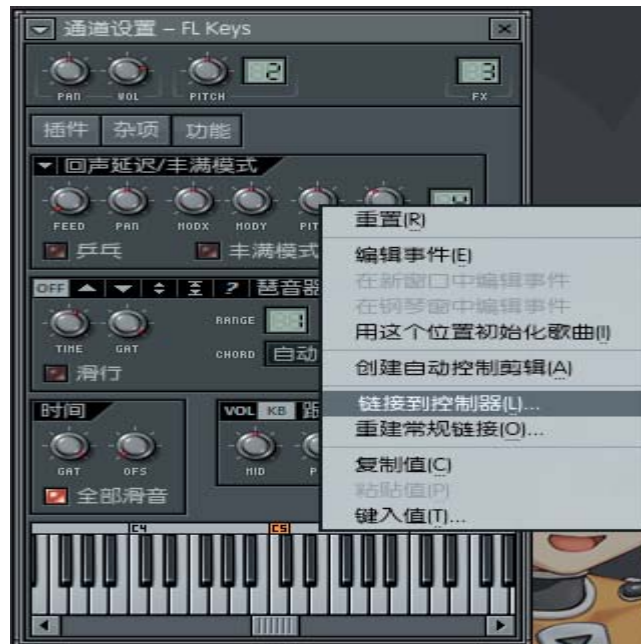 通道设置 – FL Keys
PAN VOL PITCH 2 3 FX
插件 杂项 功能
回声延迟/丰满模式
FEED PAN MODX MODY
乒乓 丰满模式
OFF ? 琶音器
RANGE 1
TIME GAT CHORD 自动
滑行
时间 VOL KB
GAT OFS MID
全部滑音
C4 C5
重置(R)
编辑事件(E)
在新窗口中编辑事件
在钢琴窗中编辑事件
用这个位置初始化歌曲(I)
创建自动控制剪辑(A)
链接到控制器(L)...
重建常规链接(O)...
复制值(C)
粘贴值(P)
键入值(T)...